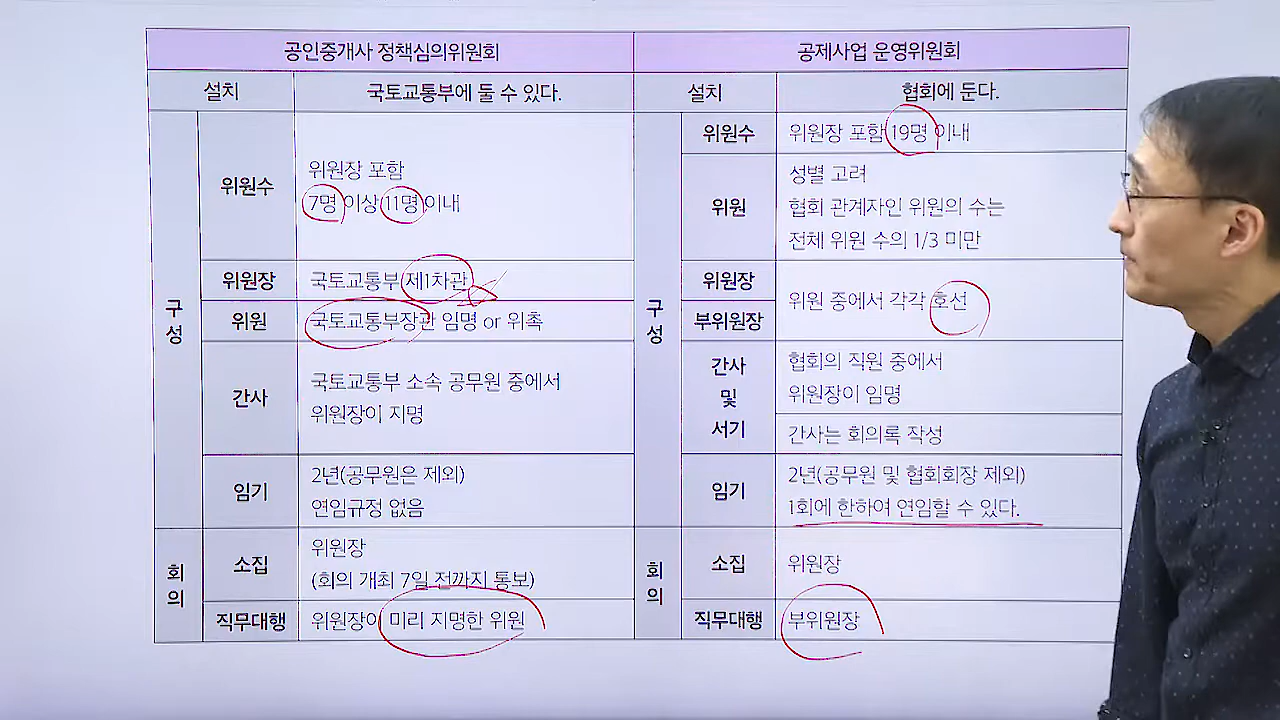 공인중개사 정책심의위원회
설치
국토교통부에 둘 수 있다.
구성
위원수
위원장 포함
7명 이상 11명 이내
위원장
국토교통부 제1차관
위원
국토교통부장관 임명 or 위촉
간사
국토교통부 소속 공무원 중에서
위원장이 지명
임기
2년(공무원은 제외)
연임규정 없음
회의
소집
위원장
(회의 개최 7일 전까지 통보)
직무대행
위원장이 미리 지명한 위원
공제사업 운영위원회
설치
협회에 둔다.
구성
위원수
위원장 포함 19명 이내
위원
성별 고려
협회 관계자인 위원의 수는
전체 위원 수의 1/3 미만
위원장
부위원장
위원 중에서 각각 호선
간사
및
서기
협회의 직원 중에서
위원장이 임명
간사는 회의록 작성
임기
2년(공무원 및 협회회장 제외)
1회에 한하여 연임할 수 있다.
회의
소집
위원장
직무대행
부위원장